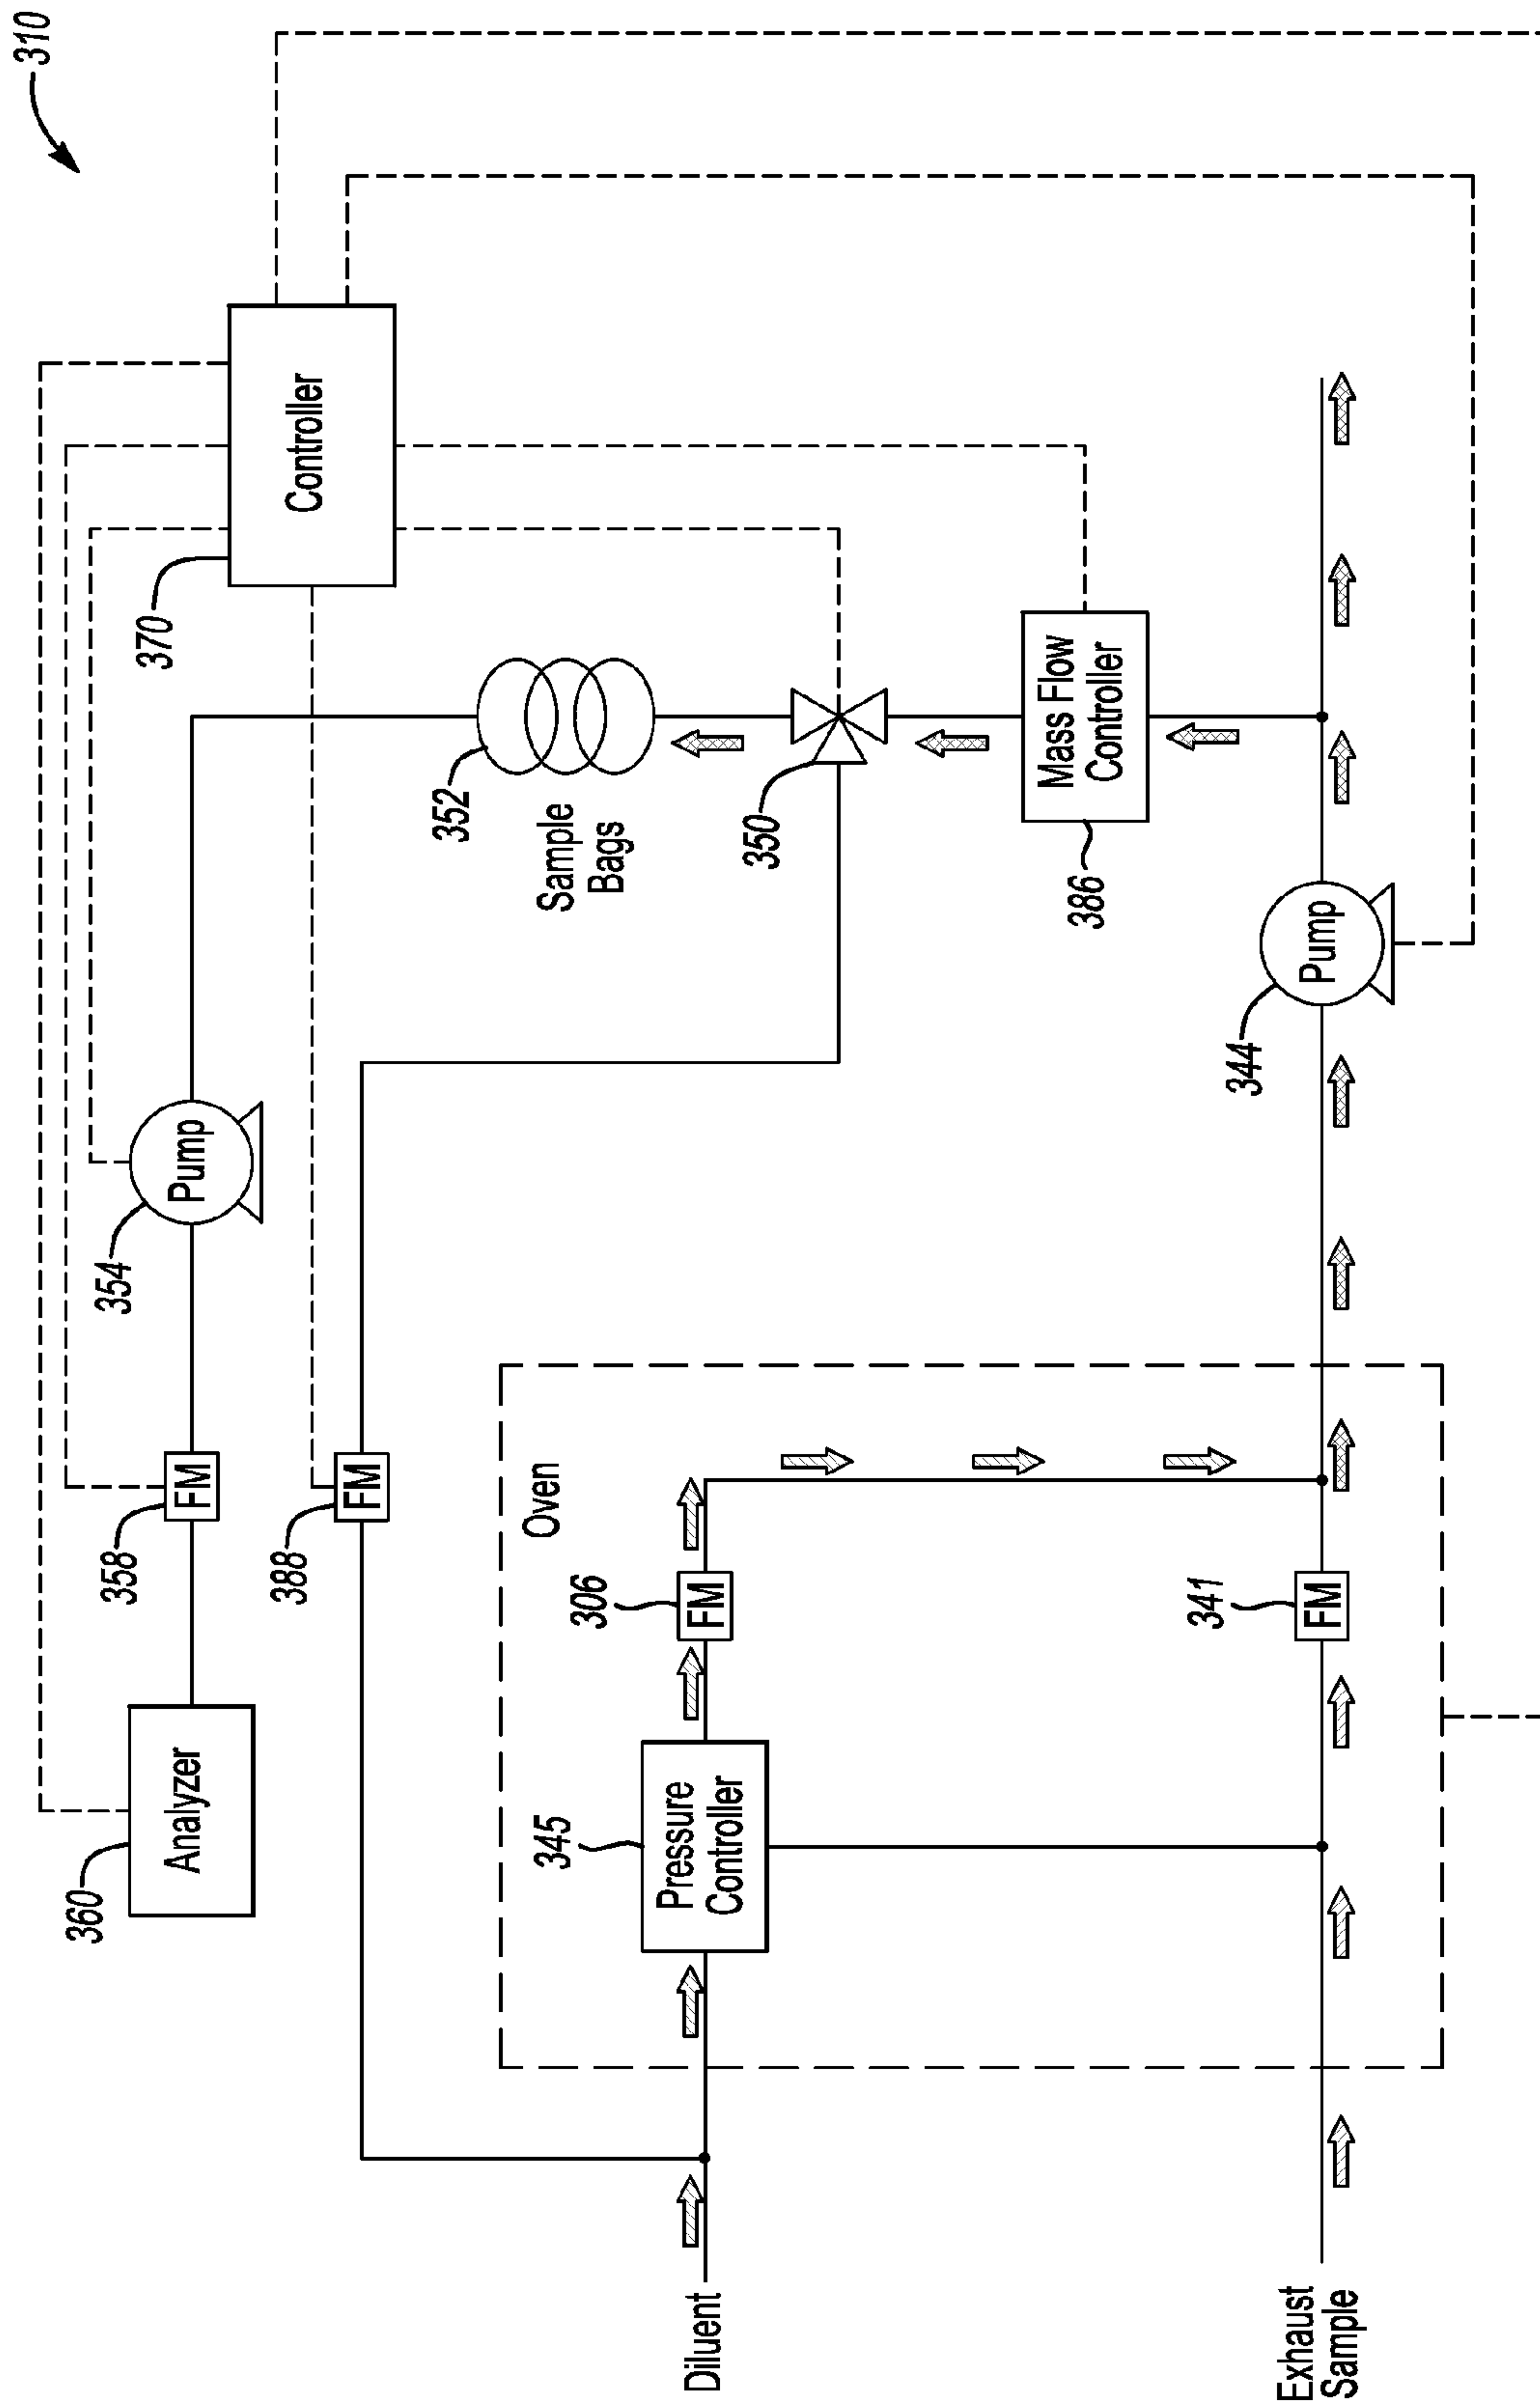 310
360
Analyzer
358
FM
354
Pump
370
Controller
388
FM
352
Sample
Bags
350
386
Mass Flow
Controller
Oven
306
FM
345
Pressure
Controller
341
FM
344
Pump
Diluent
Exhaust
Sample